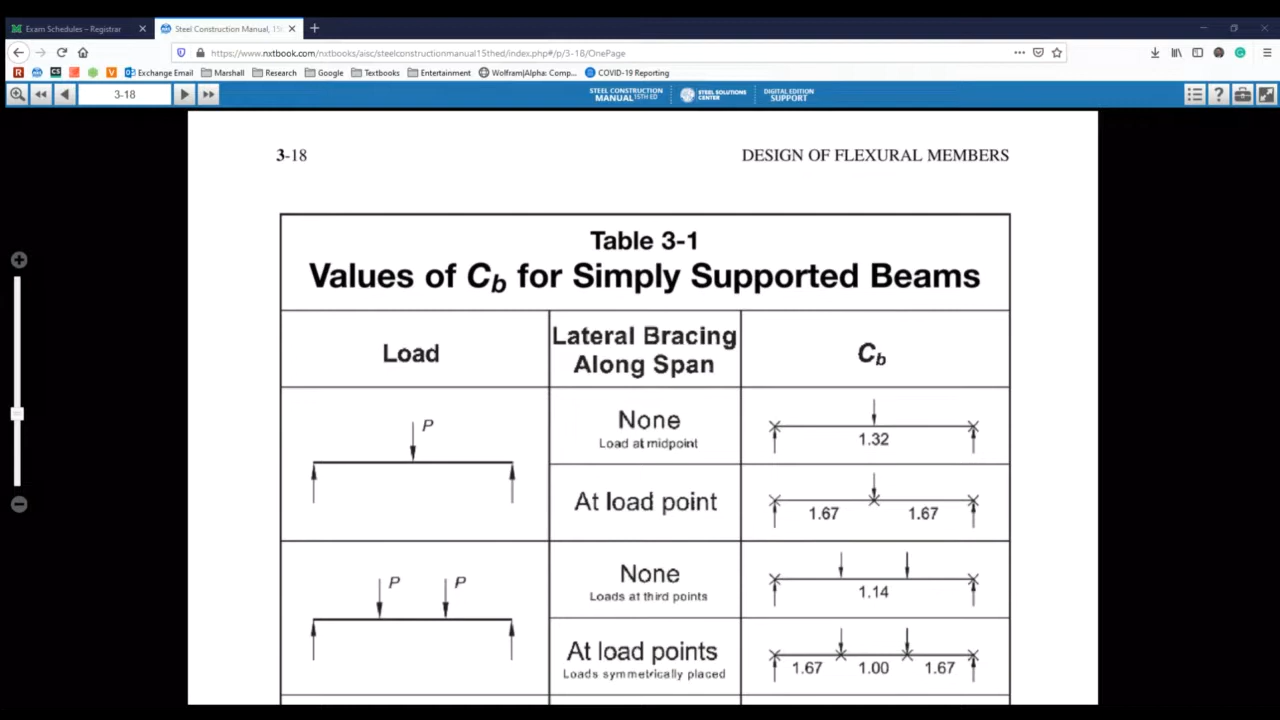 Exam Schedules – Registrar
Steel Construction Manual, 15
https://www.nxtbook.com/nxtbooks/aisc/steelconstructionmanual15thed/index.php#/p/3-18/OnePage
Exchange Email Marshall Research Google Textbooks Entertainment Wolfram|Alpha: Comp... COVID-19 Reporting
3-18
STEEL CONSTRUCTION
MANUAL 15TH ED
STEEL SOLUTIONS
CENTER
DIGITAL EDITION
SUPPORT
3-18 DESIGN OF FLEXURAL MEMBERS
Table 3-1
Values of Cb for Simply Supported Beams
Load
Lateral Bracing
Along Span
Cb
P
None
Load at midpoint
1.32
At load point
1.67 1.67
P P
None
Loads at third points
1.14
At load points
Loads symmetrically placed
1.67 1.00 1.67